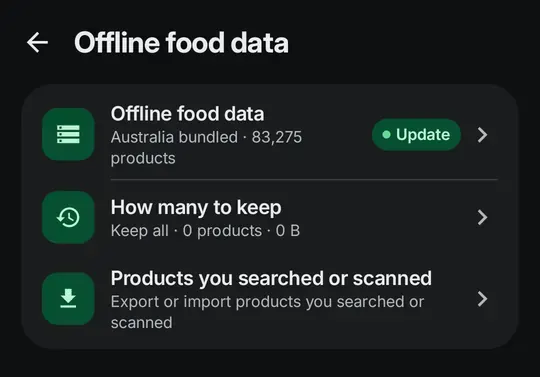 Offline food data
Offline food data
Australia bundled · 83,275
products
Update
How many to keep
Keep all · 0 products · 0 B
Products you searched or scanned
Export or import products you searched or
scanned